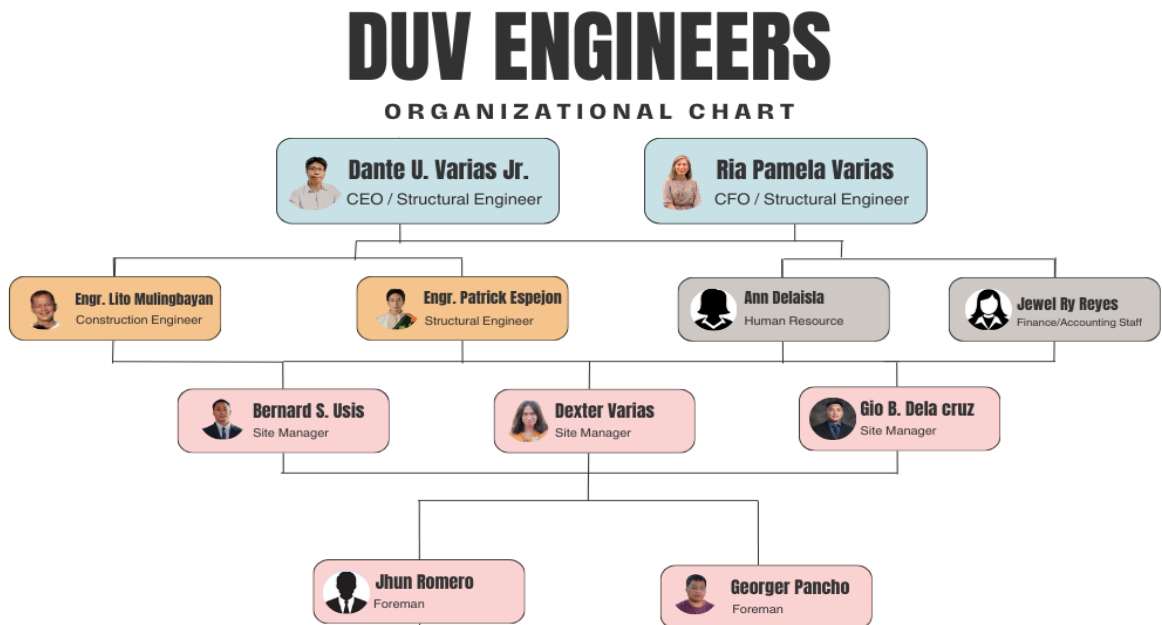 DUV ENGINEERS
ORGANIZATIONAL CHART
Dante U. Varias Jr.
CEO / Structural Engineer
Ria Pamela Varias
CFO / Structural Engineer
Engr. Lito Mulingbayan
Construction Engineer
Engr. Patrick Espejon
Structural Engineer
Ann Delaisla
Human Resource
Jewel Ry Reyes
Finance/Accounting Staff
Bernard S. Usis
Site Manager
Dexter Varias
Site Manager
Gio B. Dela cruz
Site Manager
Jhun Romero
Foreman
Georger Pancho
Foreman